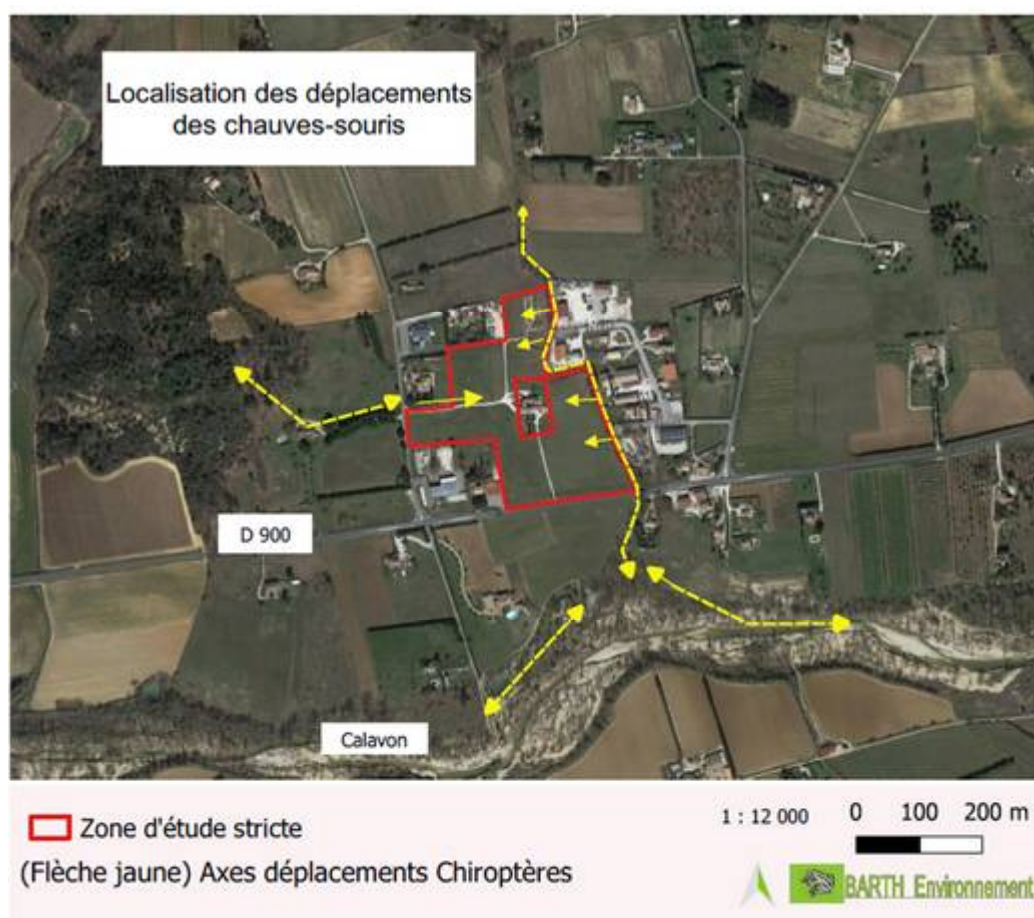 Localisation des déplacements
des chauves-souris
D 900
Calavon
Zone d'étude stricte
(Flèche jaune) Axes déplacements Chiroptères
1 : 12 000
0 100 200 m
BARTH Environnement